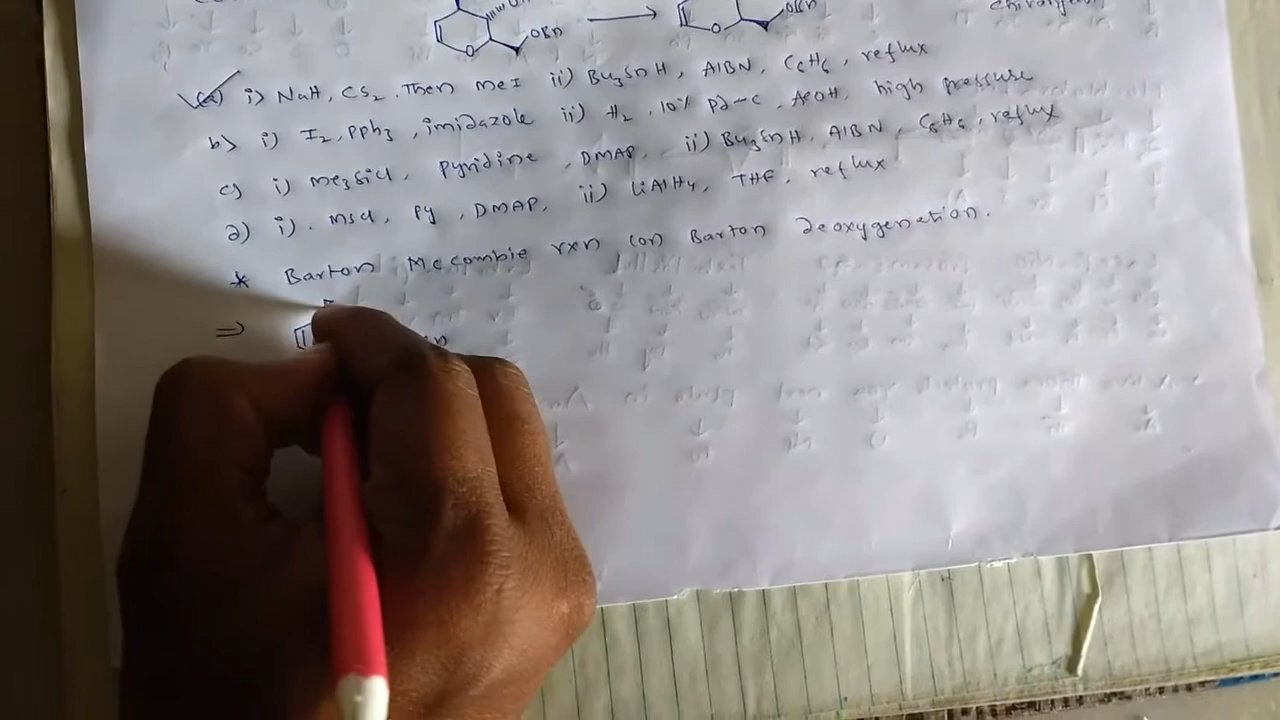 OBn OBn
O O
a) i) NaH, CS2. Then MeI ii) Bu3SnH, AIBN, C6H6, reflux
b) i) I2, PPh3, imidazole ii) H2, 10% Pd-C, AcOH. high pressure
c) i) Me3SiCl, Pyridine, DMAP. ii) Bu3SnH, AIBN, C6H6, reflux
d) i). MsCl, Py, DMAP. ii) LiAlH4, THF, reflux
* Barton Mccombie rxn (or) Barton deoxygenation.
⇒